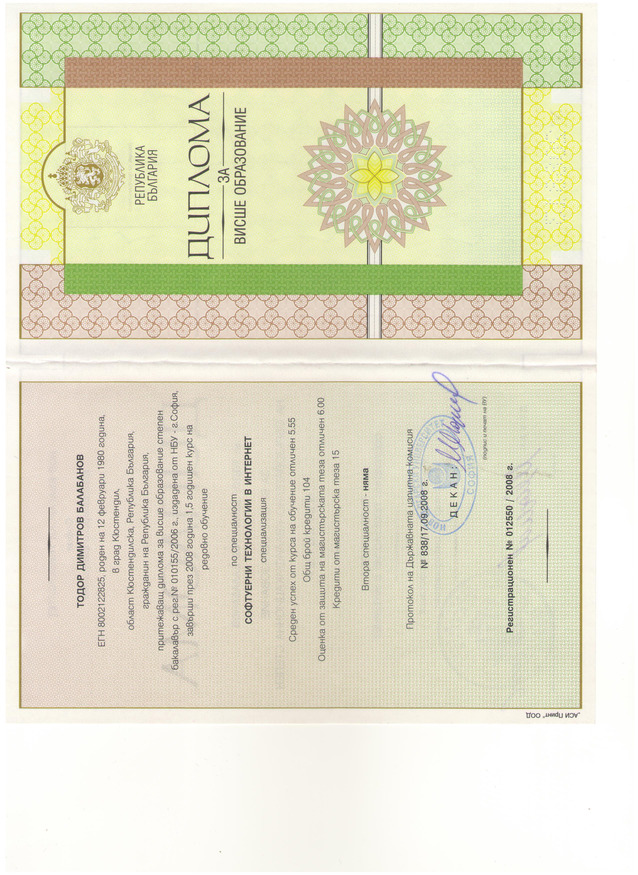 РЕПУБЛИКА
БЪЛГАРИЯ
ДИПЛОМА
ЗА
ВИСШЕ ОБРАЗОВАНИЕ
ТОДОР ДИМИТРОВ БАЛАБАНОВ
ЕГН 8002122825, роден на 12 февруари 1980 година,
в град Кюстендил,
област Кюстендилска, Република България,
гражданин на Република България,
притежаващ диплома за висше образование степен
бакалавър с рег.№ 010155/2006 г., издадена от НБУ - г.София,
завърши през 2008 година 1,5 годишен курс на
редовно обучение
по специалност
СОФТУЕРНИ ТЕХНОЛОГИИ В ИНТЕРНЕТ
специализация
Среден успех от курса на обучение отличен 5.55
Общ брой кредити 104
Оценка от защита на магистърската теза отличен 6.00
Кредити от магистърска теза 15
Втора специалност - няма
Протокол на Държавната изпитна комисия
№ 838/17.09.2008 г.
ДЕКАН:
(подпис и печат на ВУ)
Регистрационен № 012550 / 2008 г.
"АСИ Принт" ООД